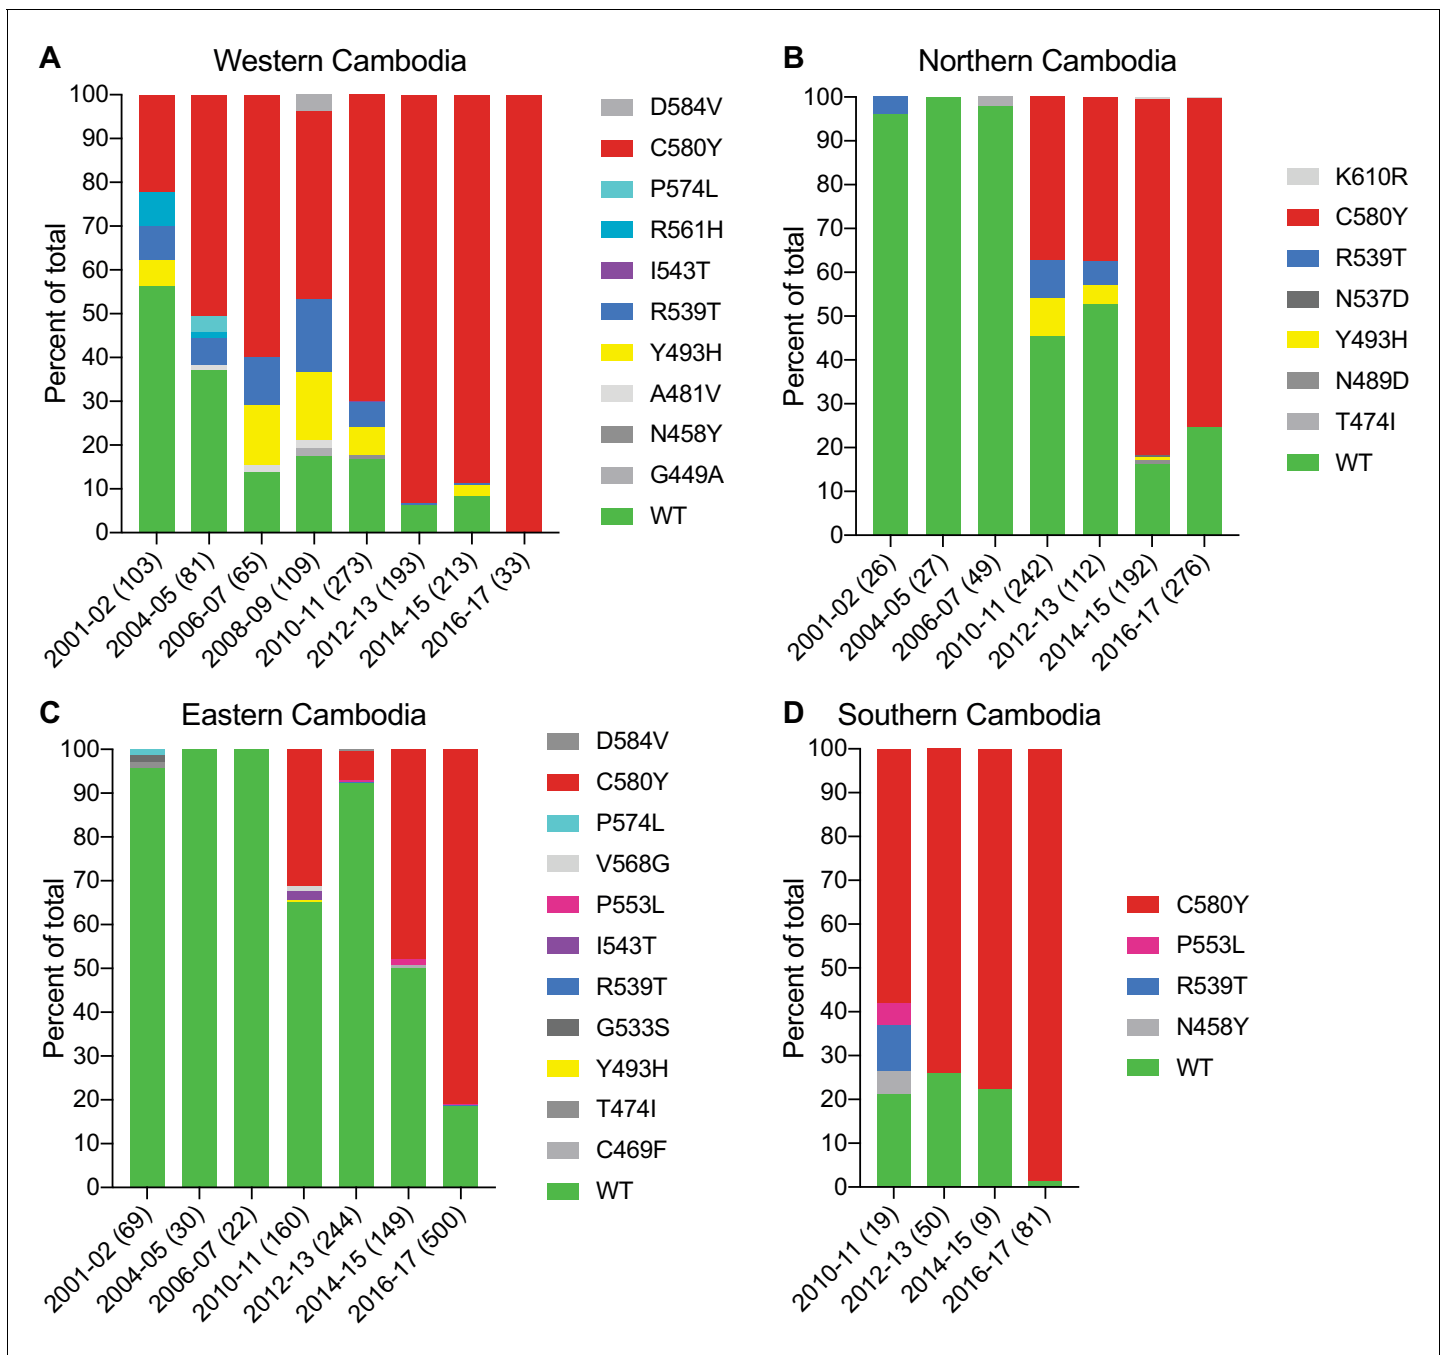 A Western Cambodia
Percent of total
100
90
80
70
60
50
40
30
20
10
0
2001-02 (103)
2004-05 (81)
2006-07 (65)
2008-09 (109)
2010-11 (273)
2012-13 (193)
2014-15 (213)
2016-17 (33)
D584V
C580Y
P574L
R561H
I543T
R539T
Y493H
A481V
N458Y
G449A
WT
B Northern Cambodia
Percent of total
100
90
80
70
60
50
40
30
20
10
0
2001-02 (26)
2004-05 (27)
2006-07 (49)
2010-11 (242)
2012-13 (112)
2014-15 (192)
2016-17 (276)
K610R
C580Y
R539T
N537D
Y493H
N489D
T474I
WT
C Eastern Cambodia
Percent of total
100
90
80
70
60
50
40
30
20
10
0
2001-02 (69)
2004-05 (30)
2006-07 (22)
2010-11 (160)
2012-13 (244)
2014-15 (149)
2016-17 (500)
D584V
C580Y
P574L
V568G
P553L
I543T
R539T
G533S
Y493H
T474I
C469F
WT
D Southern Cambodia
Percent of total
100
90
80
70
60
50
40
30
20
10
0
2010-11 (19)
2012-13 (50)
2014-15 (9)
2016-17 (81)
C580Y
P553L
R539T
N458Y
WT